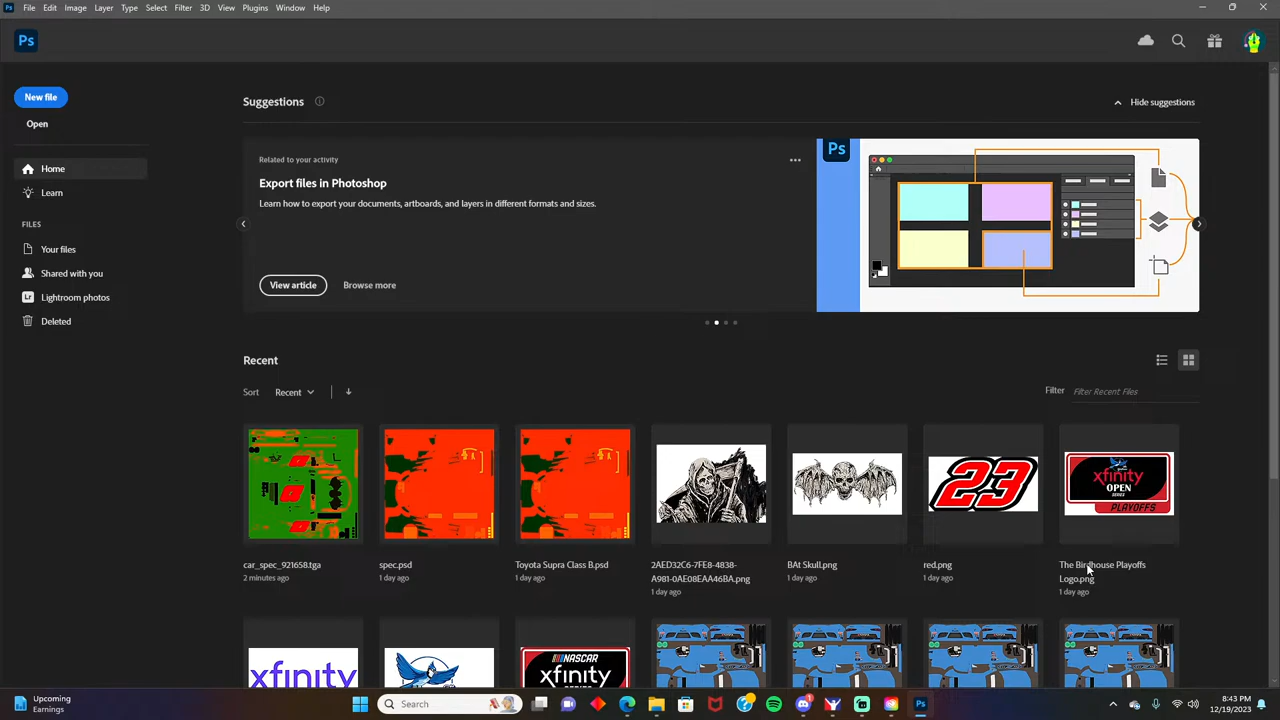 Ps File Edit Image Layer Type Select Filter 3D View Plugins Window Help
Ps
New file
Open
Home
Learn
FILES
Your files
Shared with you
Lr Lightroom photos
Deleted
Suggestions
Hide suggestions
Related to your activity
Export files in Photoshop
Learn how to export your documents, artboards, and layers in different formats and sizes.
View article Browse more
Ps
Recent
Sort Recent
Filter Filter Recent Files
23
xfinity
OPEN
SERIES
PLAYOFFS
car_spec_921658.tga
2 minutes ago
spec.psd
1 day ago
Toyota Supra Class B.psd
1 day ago
2AED32C6-7FE8-4838-
A981-0AE08EAA46BA.png
1 day ago
BAt Skull.png
1 day ago
red.png
1 day ago
The Birdhouse Playoffs
Logo.png
1 day ago
xfinity
NASCAR
xfinity
SERIES
Upcoming
Earnings
Search
Ps
8:43 PM
12/19/2023